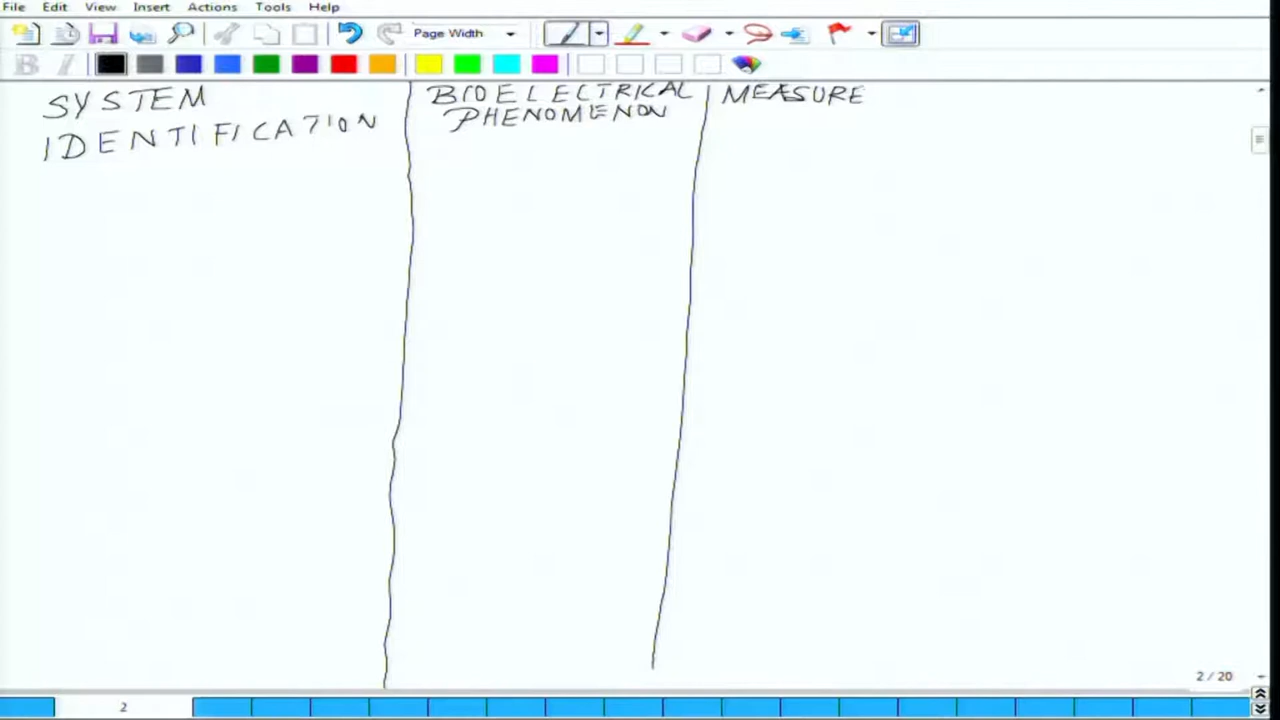 File Edit View Insert Actions Tools Help
Page Width
B I
SYSTEM
IDENTIFICATION
BIOELECTRICAL
PHENOMENON
MEASURE
2 / 20
2